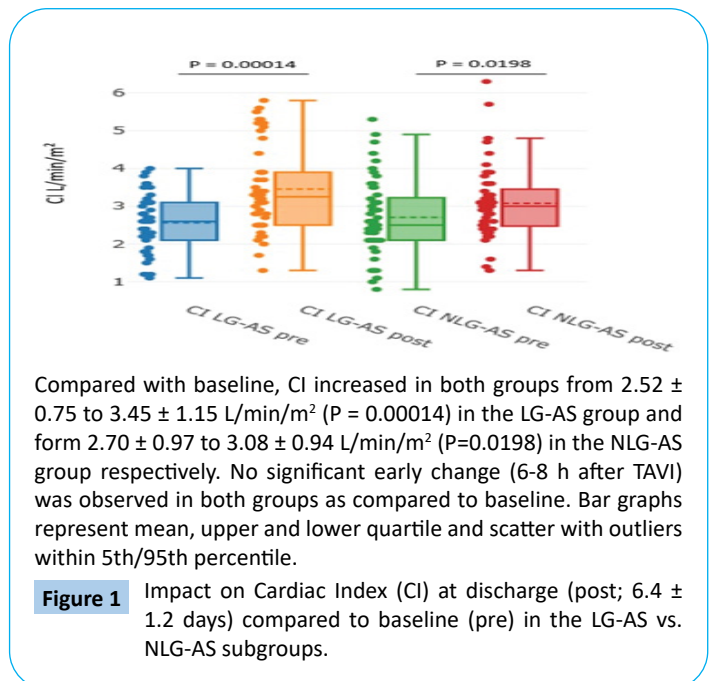 P = 0.00014 P = 0.0198
6
5
4
3
2
1
CI L/min/m²
CI LG-AS pre
CI LG-AS post
CI NLG-AS pre
CI NLG-AS post
Compared with baseline, CI increased in both groups from 2.52 ±
0.75 to 3.45 ± 1.15 L/min/m² (P = 0.00014) in the LG-AS group and
form 2.70 ± 0.97 to 3.08 ± 0.94 L/min/m² (P=0.0198) in the NLG-AS
group respectively. No significant early change (6-8 h after TAVI)
was observed in both groups as compared to baseline. Bar graphs
represent mean, upper and lower quartile and scatter with outliers
within 5th/95th percentile.
Figure 1 Impact on Cardiac Index (CI) at discharge (post; 6.4 ±
1.2 days) compared to baseline (pre) in the LG-AS vs.
NLG-AS subgroups.